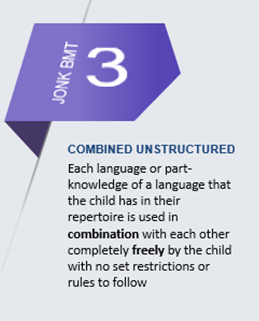 JONK BMT
3
COMBINED UNSTRUCTURED
Each language or part-
knowledge of a language that
the child has in their
repertoire is used in
combination with each other
completely freely by the child
with no set restrictions or
rules to follow